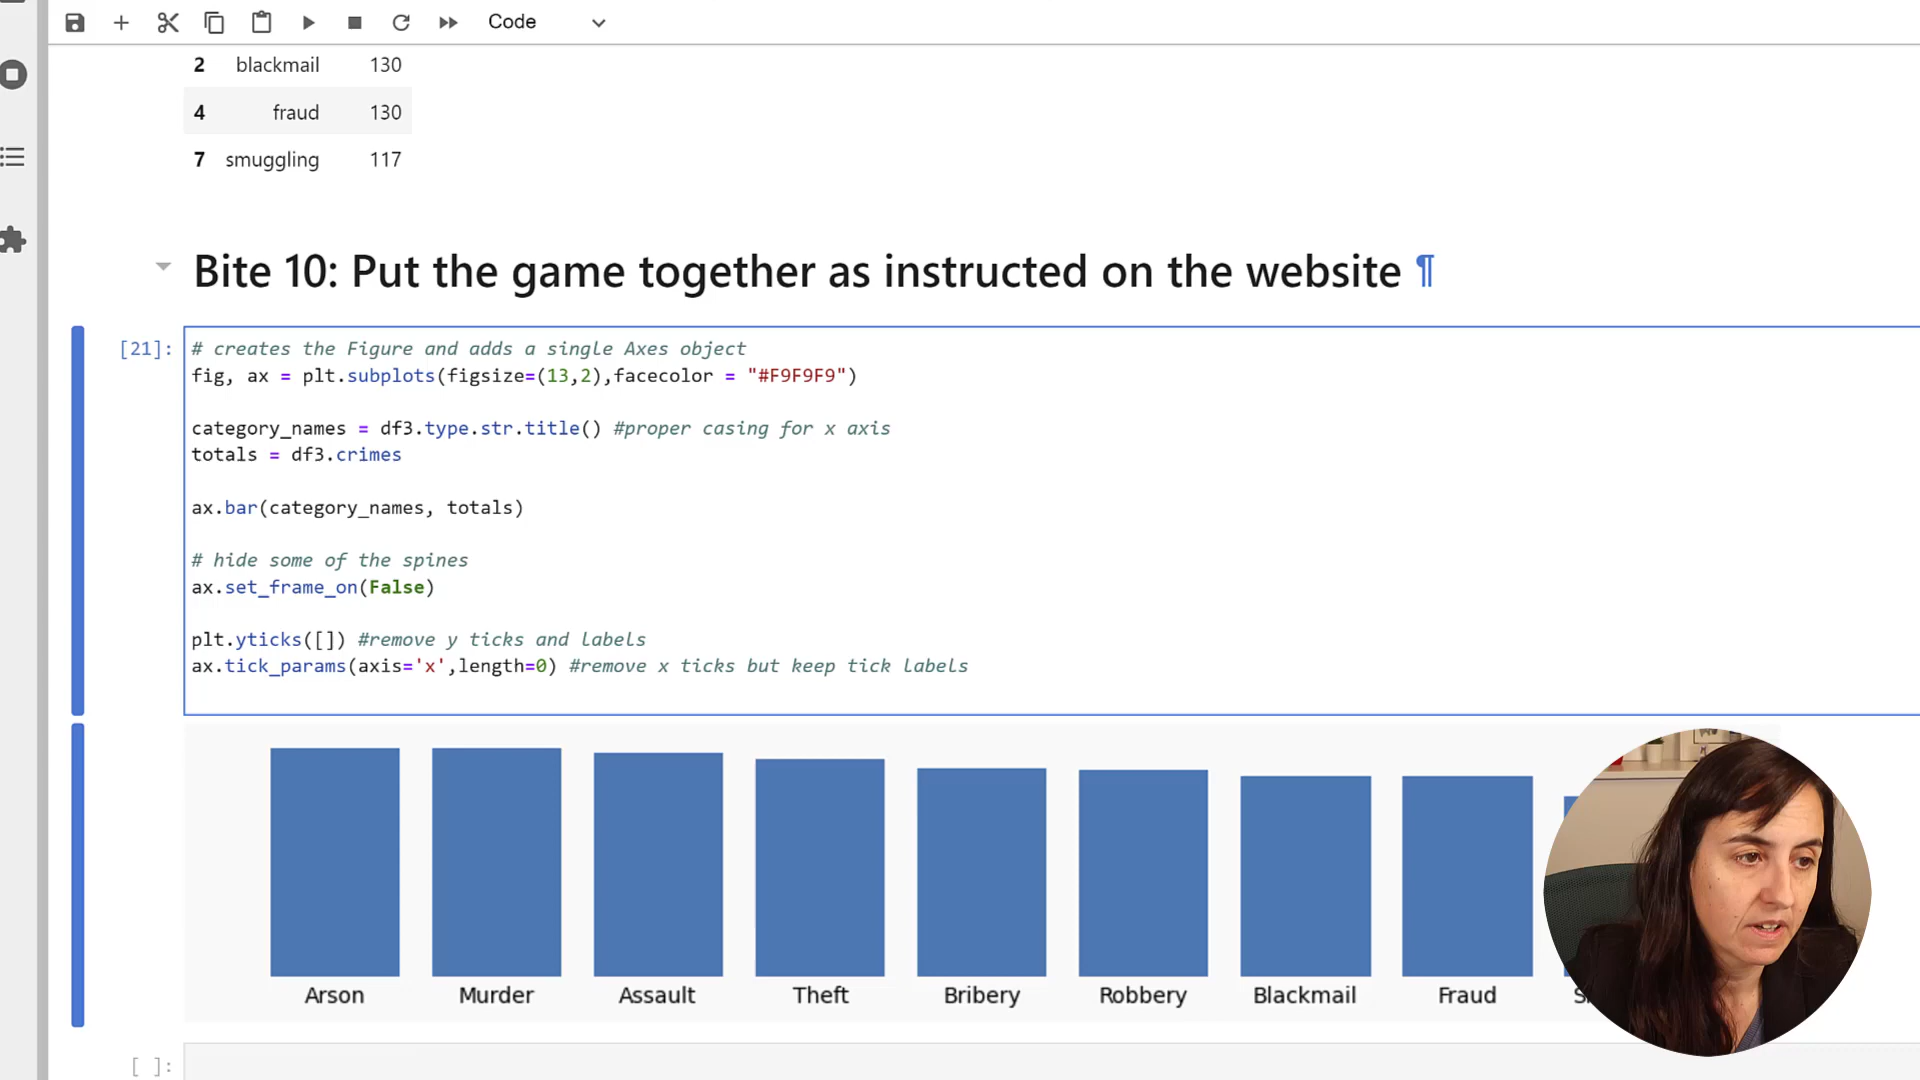 Code
2 blackmail 130
4 fraud 130
7 smuggling 117
Bite 10: Put the game together as instructed on the website ¶
[21]: # creates the Figure and adds a single Axes object
fig, ax = plt.subplots(figsize=(13,2),facecolor = "#F9F9F9")
category_names = df3.type.str.title() #proper casing for x axis
totals = df3.crimes
ax.bar(category_names, totals)
# hide some of the spines
ax.set_frame_on(False)
plt.yticks([]) #remove y ticks and labels
ax.tick_params(axis='x',length=0) #remove x ticks but keep tick labels
Arson Murder Assault Theft Bribery Robbery Blackmail Fraud
[ ]: